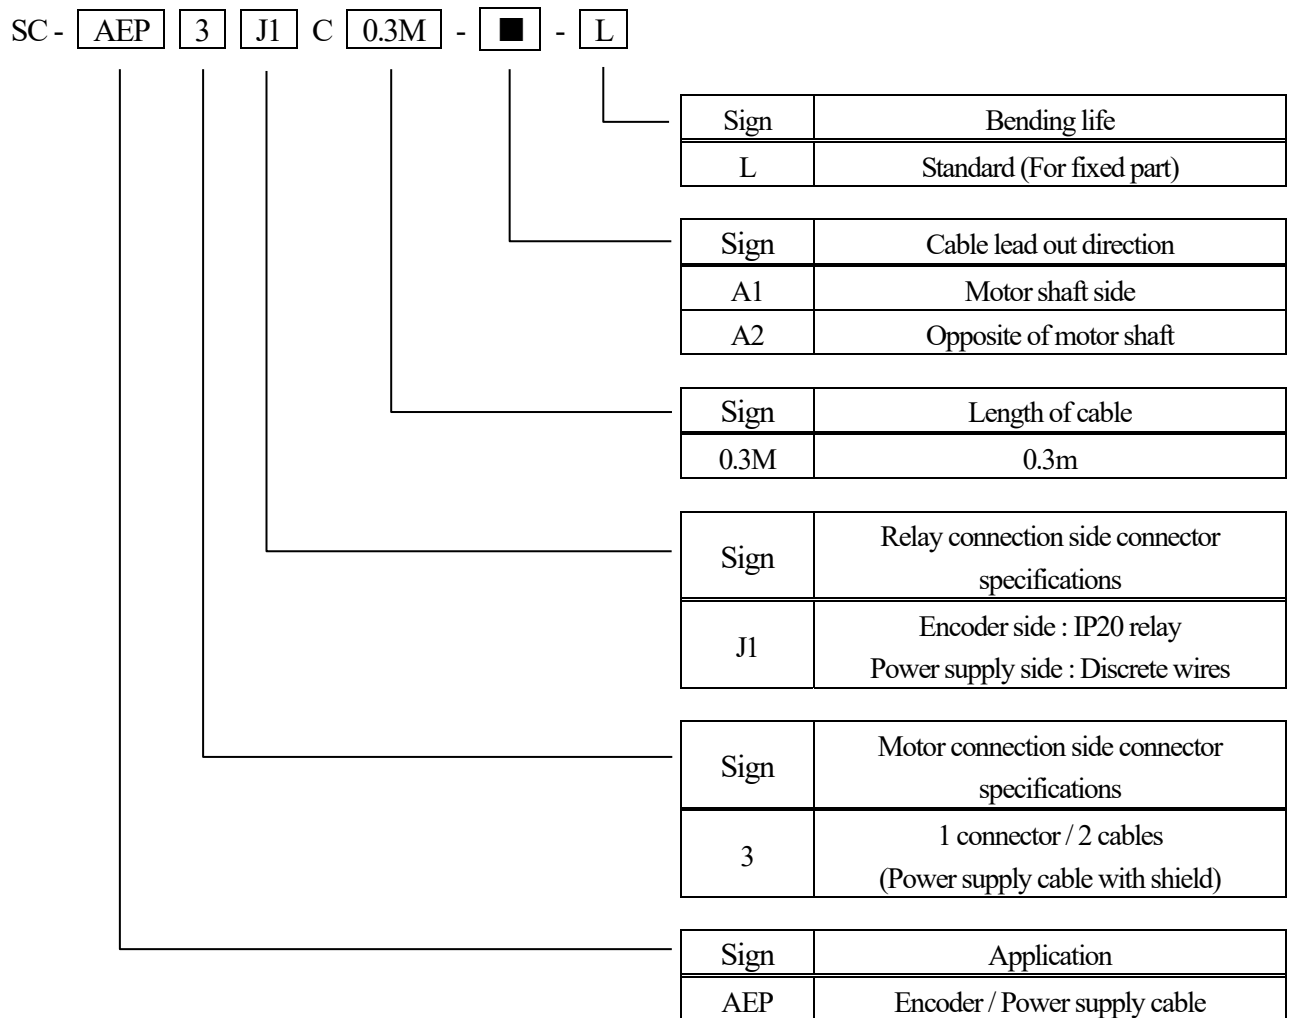 SC - AEP 3 J1 C 0.3M - ■ - L
Sign Bending life
L Standard (For fixed part)
Sign Cable lead out direction
A1 Motor shaft side
A2 Opposite of motor shaft
Sign Length of cable
0.3M 0.3m
Sign Relay connection side connector
specifications
J1 Encoder side : IP20 relay
Power supply side : Discrete wires
Sign Motor connection side connector
specifications
3 1 connector / 2 cables
(Power supply cable with shield)
Sign Application
AEP Encoder / Power supply cable